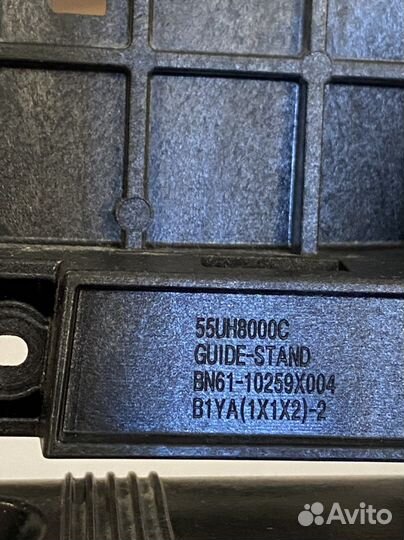 55UH8000C
GUIDE-STAND
BN61-10259X004
B1YA(1X1X2)-2
Avito